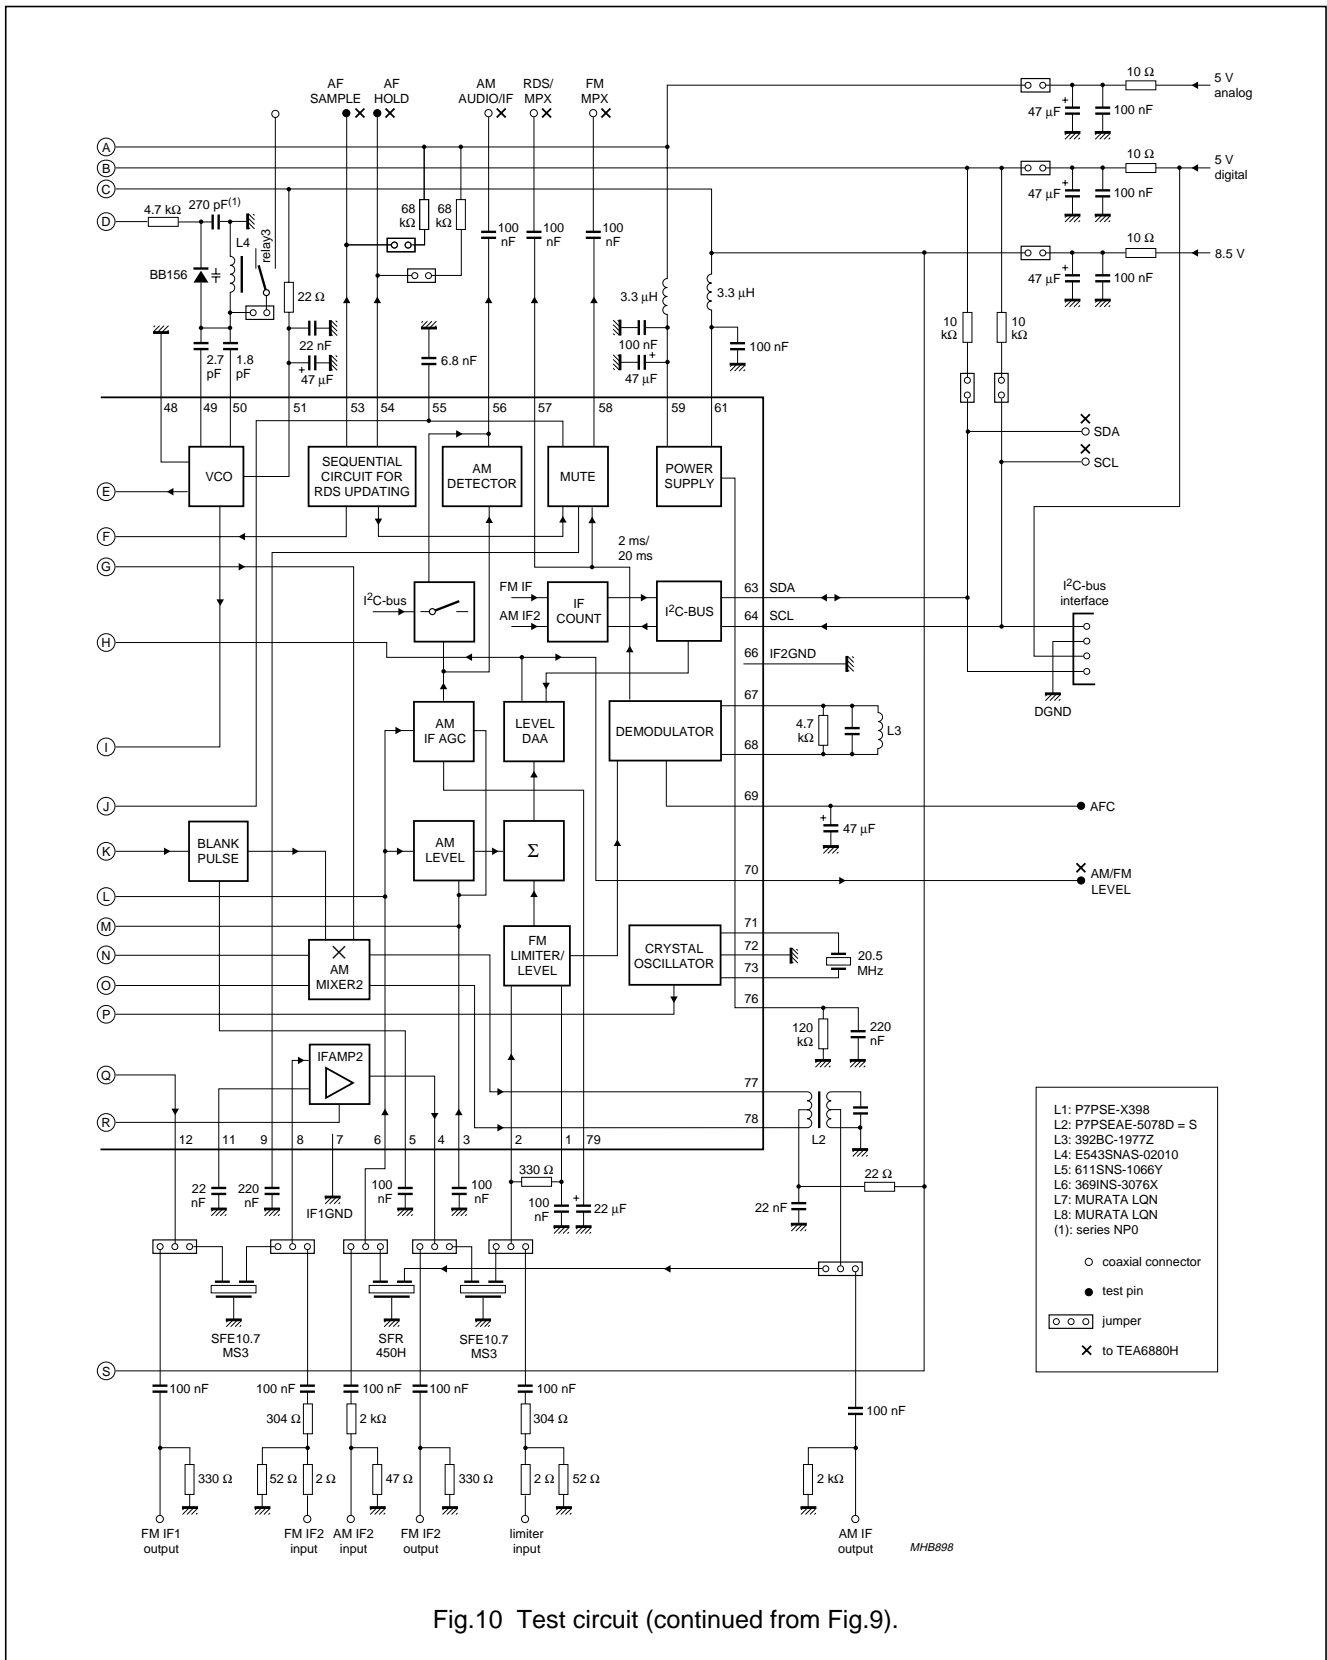 AF SAMPLE
AF HOLD
AM AUDIO/IF
RDS/ MPX
FM MPX
10 Ω
5 V analog
47 μF
100 nF
A
B
10 Ω
5 V digital
C
47 μF
100 nF
270 pF(1)
4.7 kΩ
D
68 kΩ
68 kΩ
100 nF
100 nF
100 nF
L4
relay3
10 Ω
8.5 V
47 μF
100 nF
BB156
22 Ω
3.3 μH
3.3 μH
10 kΩ
10 kΩ
22 nF
100 nF
100 nF
2.7 pF
1.8 pF
+
47 μF
6.8 nF
47 μF
+
48
49
50
51
53
54
55
56
57
58
59
61
SDA
SCL
VCO
SEQUENTIAL CIRCUIT FOR RDS UPDATING
AM DETECTOR
MUTE
POWER SUPPLY
E
F
G
2 ms/ 20 ms
I²C-bus
FM IF
AM IF2
IF COUNT
I²C-BUS
63
SDA
64
SCL
I²C-bus interface
H
66
IF2GND
67
DGND
AM IF AGC
LEVEL DAA
DEMODULATOR
4.7 kΩ
L3
68
I
69
AFC
J
+
47 μF
K
BLANK PULSE
AM LEVEL
Σ
70
AM/FM LEVEL
L
M
71
N
AM MIXER2
FM LIMITER/ LEVEL
CRYSTAL OSCILLATOR
72
20.5 MHz
73
O
76
P
120 kΩ
220 nF
IFAMP2
Q
77
R
78
L2
12
11
9
8
7
6
5
4
3
2
1
79
22 nF
220 nF
IF1GND
100 nF
100 nF
330 Ω
100 nF
+
22 μF
22 nF
22 Ω
L1: P7PSE-X398
L2: P7PSEAE-5078D = S
L3: 392BC-1977Z
L4: E543SNAS-02010
L5: 611SNS-1066Y
L6: 369INS-3076X
L7: MURATA LQN
L8: MURATA LQN
(1): series NP0
coaxial connector
test pin
jumper
to TEA6880H
SFE10.7 MS3
SFR 450H
SFE10.7 MS3
S
100 nF
100 nF
100 nF
100 nF
100 nF
100 nF
304 Ω
2 kΩ
304 Ω
330 Ω
52 Ω
2 Ω
47 Ω
330 Ω
2 Ω
52 Ω
2 kΩ
FM IF1 output
FM IF2 input
AM IF2 input
FM IF2 output
limiter input
AM IF output
MHB898
Fig.10 Test circuit (continued from Fig.9).